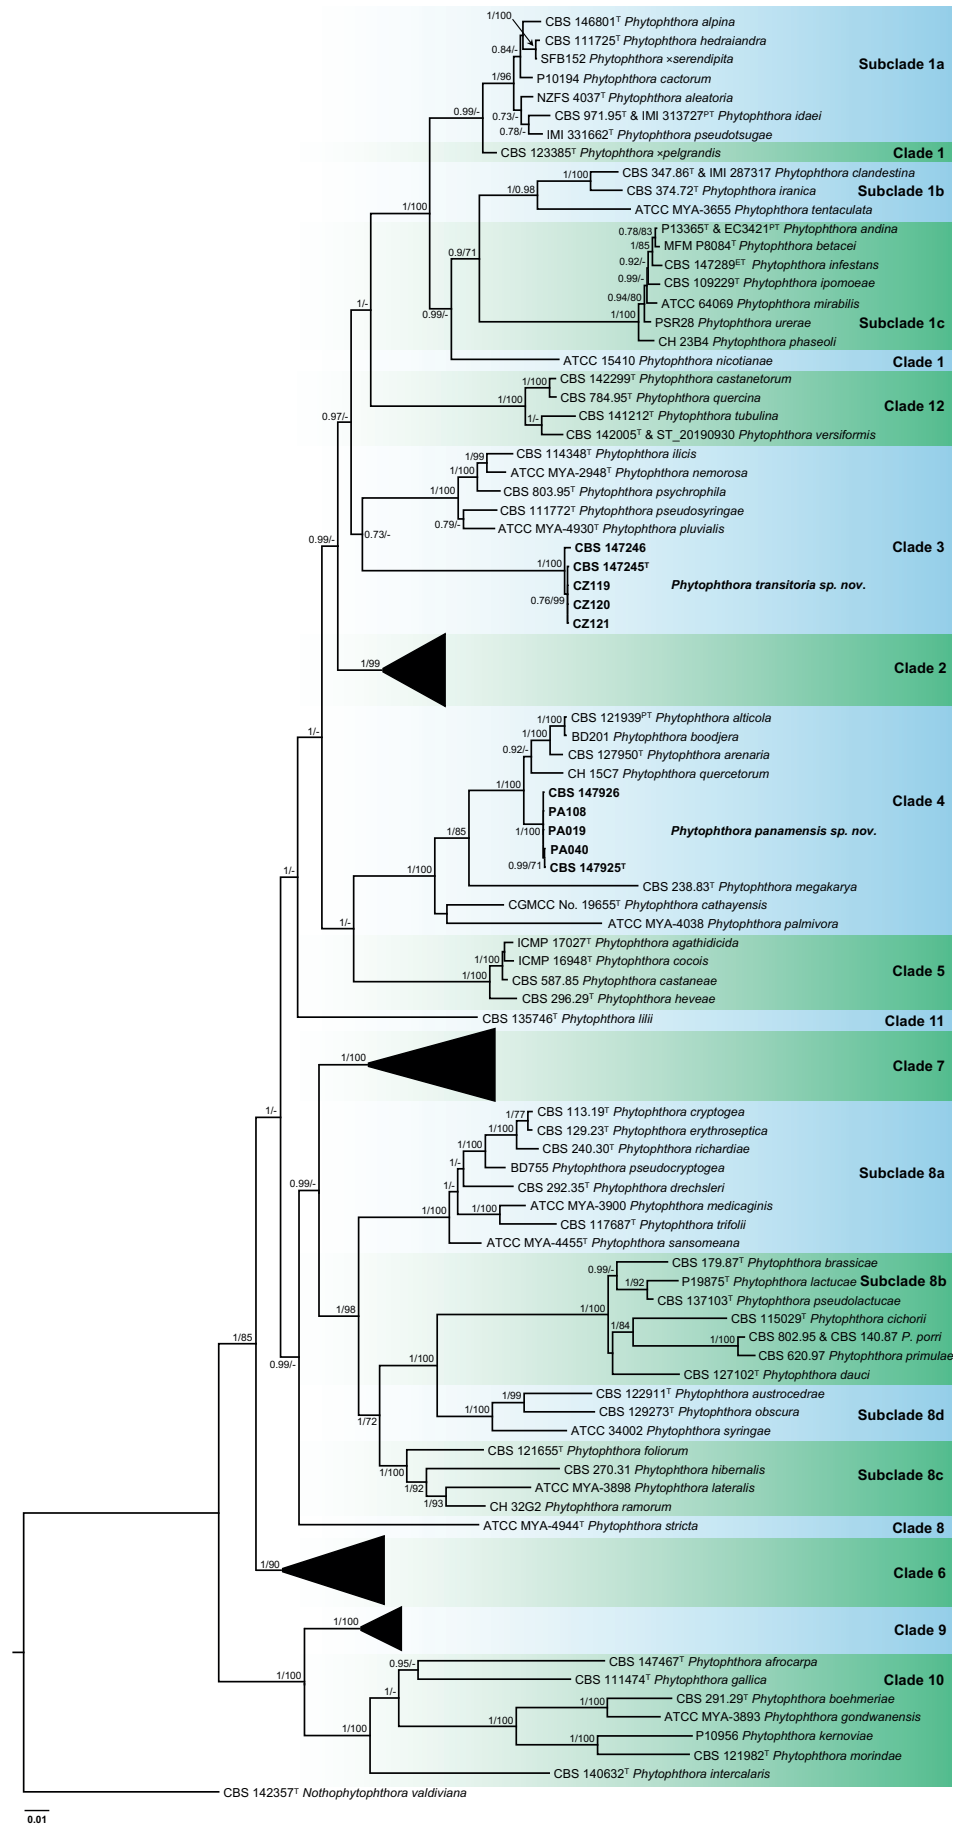 1/100
CBS 146801ᵀ Phytophthora alpina
CBS 111725ᵀ Phytophthora hedraiandra
0.84/-
SFB152 Phytophthora ×serendipita
Subclade 1a
1/96
P10194 Phytophthora cactorum
NZFS 4037ᵀ Phytophthora aleatoria
0.99/-
0.73/-
CBS 971.95ᵀ & IMI 313727ᴾᵀ Phytophthora idaei
0.78/-
IMI 331662ᵀ Phytophthora pseudotsugae
CBS 123385ᵀ Phytophthora ×pelgrandis
Clade 1
1/100
CBS 347.86ᵀ & IMI 287317 Phytophthora clandestina
1/0.98
CBS 374.72ᵀ Phytophthora iranica
Subclade 1b
1/100
ATCC MYA-3655 Phytophthora tentaculata
0.78/83
P13365ᵀ & EC3421ᴾᵀ Phytophthora andina
1/85
MFM P8084ᵀ Phytophthora betacei
0.9/71
0.92/-
CBS 147289ᴱᵀ Phytophthora infestans
0.99/-
CBS 109229ᵀ Phytophthora ipomoeae
1/-
0.94/80
ATCC 64069 Phytophthora mirabilis
0.99/-
1/100
PSR28 Phytophthora urerae
Subclade 1c
CH 23B4 Phytophthora phaseoli
ATCC 15410 Phytophthora nicotianae
Clade 1
1/100
CBS 142299ᵀ Phytophthora castanetorum
CBS 784.95ᵀ Phytophthora quercina
1/100
Clade 12
0.97/-
1/-
CBS 141212ᵀ Phytophthora tubulina
CBS 142005ᵀ & ST_20190930 Phytophthora versiformis
1/99
CBS 114348ᵀ Phytophthora ilicis
1/100
ATCC MYA-2948ᵀ Phytophthora nemorosa
1/100
CBS 803.95ᵀ Phytophthora psychrophila
CBS 111772ᵀ Phytophthora pseudosyringae
0.79/-
ATCC MYA-4930ᵀ Phytophthora pluvialis
0.99/-
0.73/-
CBS 147246
Clade 3
1/100
CBS 147245ᵀ
CZ119
Phytophthora transitoria sp. nov.
0.76/99
CZ120
CZ121
1/99
Clade 2
1/-
1/100
CBS 121939ᴾᵀ Phytophthora alticola
1/100
BD201 Phytophthora boodjera
0.92/-
CBS 127950ᵀ Phytophthora arenaria
CH 15C7 Phytophthora quercetorum
1/100
CBS 147926
Clade 4
PA108
1/85
1/100
PA019
Phytophthora panamensis sp. nov.
PA040
0.99/71
CBS 147925ᵀ
1/-
1/100
CBS 238.83ᵀ Phytophthora megakarya
CGMCC No. 19655ᵀ Phytophthora cathayensis
1/-
ATCC MYA-4038 Phytophthora palmivora
ICMP 17027ᵀ Phytophthora agathidicida
1/100
ICMP 16948ᵀ Phytophthora cocois
Clade 5
1/100
CBS 587.85 Phytophthora castaneae
CBS 296.29ᵀ Phytophthora heveae
CBS 135746ᵀ Phytophthora lilii
Clade 11
1/100
Clade 7
1/-
1/77
CBS 113.19ᵀ Phytophthora cryptogea
1/100
CBS 129.23ᵀ Phytophthora erythroseptica
1/100
CBS 240.30ᵀ Phytophthora richardiae
1/-
BD755 Phytophthora pseudocryptogea
Subclade 8a
0.99/-
1/-
CBS 292.35ᵀ Phytophthora drechsleri
ATCC MYA-3900 Phytophthora medicaginis
1/100
1/100
CBS 117687ᵀ Phytophthora trifolii
ATCC MYA-4455ᵀ Phytophthora sansomeana
0.99/-
CBS 179.87ᵀ Phytophthora brassicae
1/92
P19875ᵀ Phytophthora lactucae
Subclade 8b
CBS 137103ᵀ Phytophthora pseudolactucae
1/98
1/100
CBS 115029ᵀ Phytophthora cichorii
1/84
1/85
1/100
CBS 802.95 & CBS 140.87 P. porri
CBS 620.97 Phytophthora primulae
0.99/-
1/100
CBS 127102ᵀ Phytophthora dauci
1/99
CBS 122911ᵀ Phytophthora austrocedrae
1/100
CBS 129273ᵀ Phytophthora obscura
Subclade 8d
1/72
ATCC 34002 Phytophthora syringae
CBS 121655ᵀ Phytophthora foliorum
1/100
CBS 270.31 Phytophthora hibernalis
Subclade 8c
1/92
ATCC MYA-3898 Phytophthora lateralis
1/93
CH 32G2 Phytophthora ramorum
ATCC MYA-4944ᵀ Phytophthora stricta
Clade 8
1/90
Clade 6
1/100
Clade 9
0.95/-
CBS 147467ᵀ Phytophthora afrocarpa
1/100
CBS 111474ᵀ Phytophthora gallica
Clade 10
1/-
1/100
CBS 291.29ᵀ Phytophthora boehmeriae
1/100
ATCC MYA-3893 Phytophthora gondwanensis
1/100
1/100
P10956 Phytophthora kernoviae
CBS 121982ᵀ Phytophthora morindae
CBS 140632ᵀ Phytophthora intercalaris
CBS 142357ᵀ Nothophytophthora valdiviana
0.01